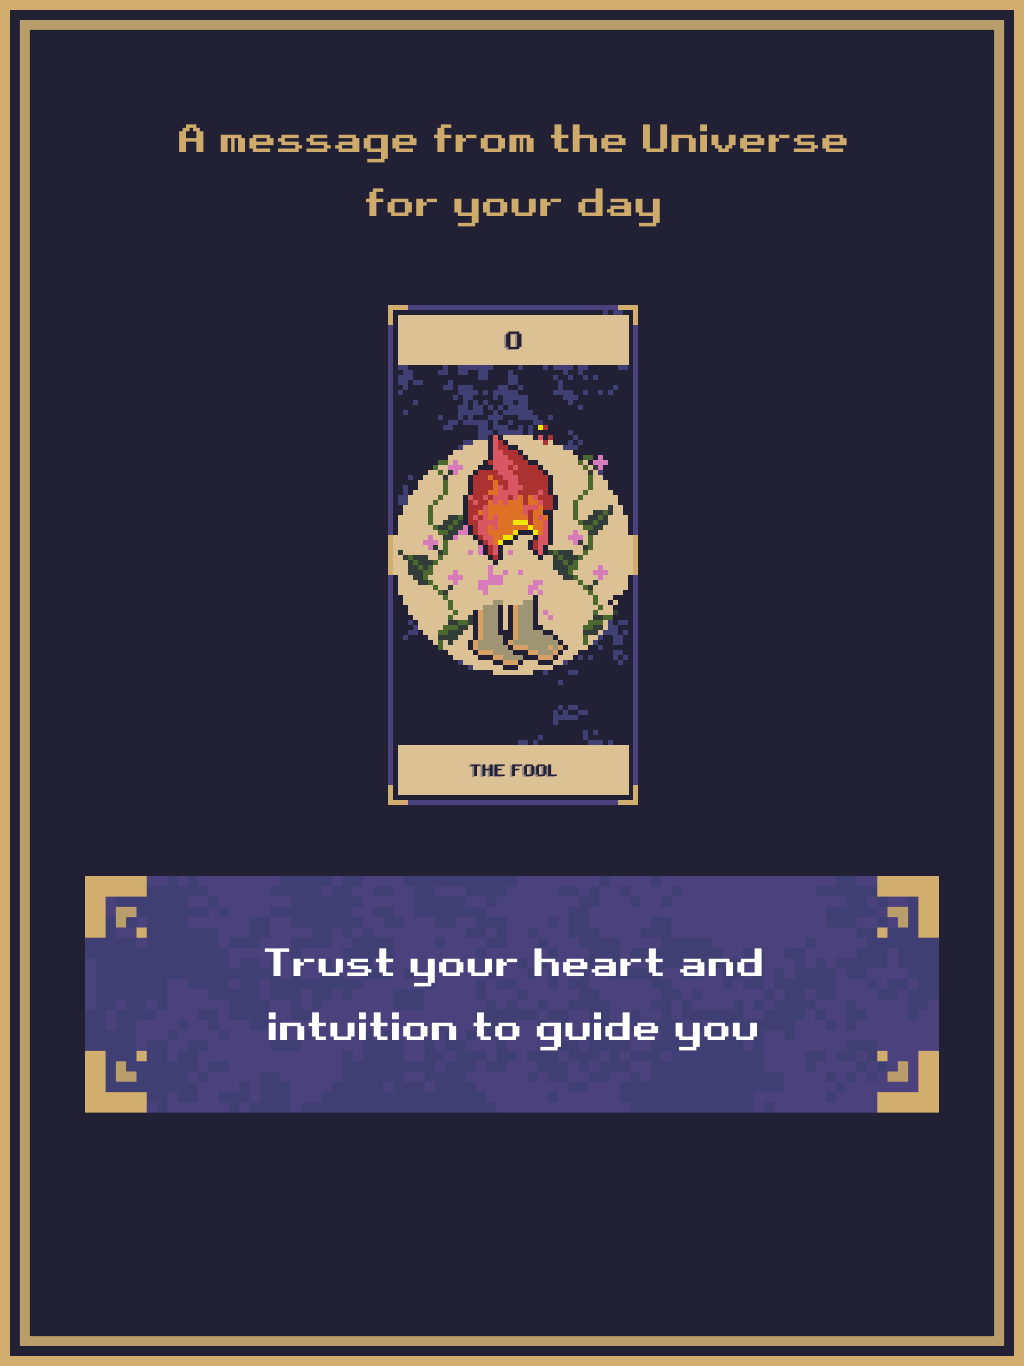 A message from the Universe
for your day
0
THE FOOL
Trust your heart and
intuition to guide you